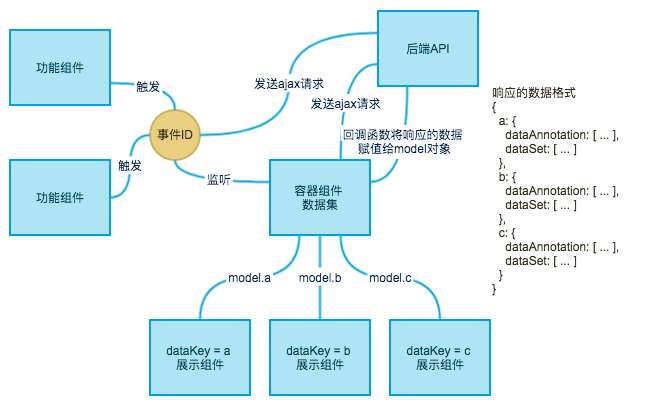 功能组件
触发
事件ID
触发
功能组件
监听
发送ajax请求
发送ajax请求
后端API
回调函数将响应的数据
赋值给model对象
容器组件
数据集
model.a
model.b
model.c
dataKey = a
展示组件
dataKey = b
展示组件
dataKey = c
展示组件
响应的数据格式
{
a: {
dataAnnotation: [ ... ],
dataSet: [ ... ]
},
b: {
dataAnnotation: [ ... ],
dataSet: [ ... ]
},
c: {
dataAnnotation: [ ... ],
dataSet: [ ... ]
}
}